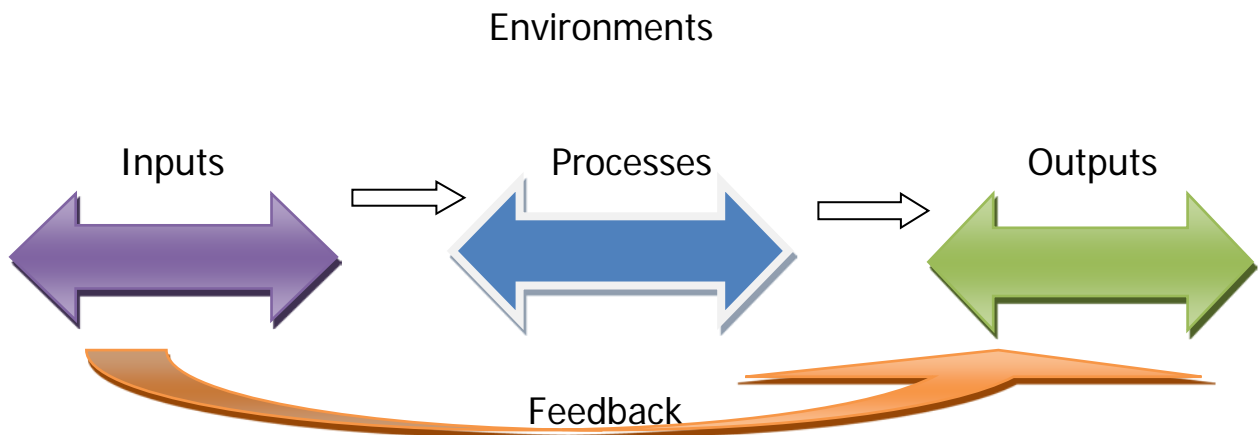 Environments
Inputs
Processes
Outputs
Feedback